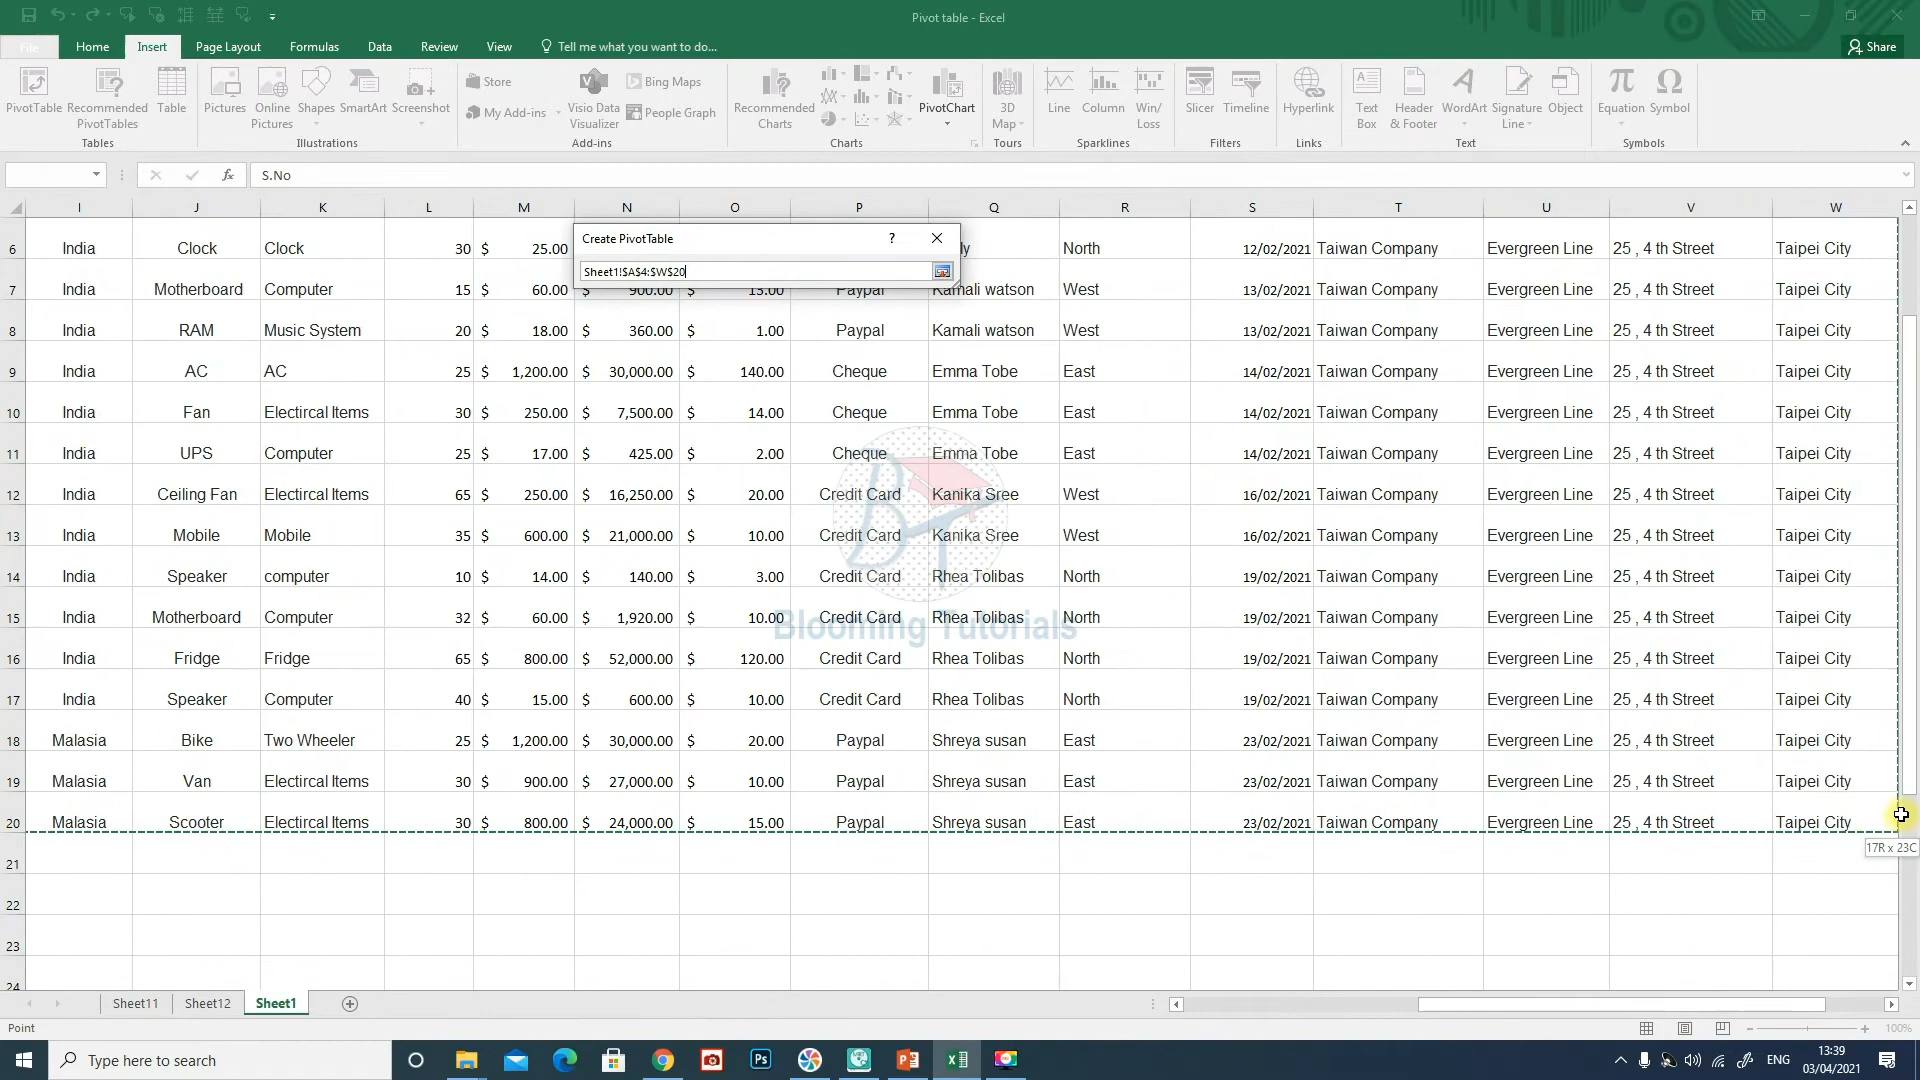 Pivot table - Excel
File Home Insert Page Layout Formulas Data Review View Tell me what you want to do... Share
PivotTable Recommended PivotTables Table Pictures Online Pictures Shapes SmartArt Screenshot Store My Add-ins Visio Data Visualizer Bing Maps People Graph Recommended Charts PivotChart 3D Map Line Column Win/Loss Slicer Timeline Hyperlink Text Box Header & Footer WordArt Signature Line Object Equation Symbol
Tables Illustrations Add-ins Charts Tours Sparklines Filters Links Text Symbols
fx S.No
I J K L M N O P Q R S T U V W
Create PivotTable ?
Sheet1!$A$4:$W$20
6 India Clock Clock 30 $ 25.00 ly North 12/02/2021 Taiwan Company Evergreen Line 25 , 4 th Street Taipei City
7 India Motherboard Computer 15 $ 60.00 $ 900.00 $ 13.00 Paypal Kamali watson West 13/02/2021 Taiwan Company Evergreen Line 25 , 4 th Street Taipei City
8 India RAM Music System 20 $ 18.00 $ 360.00 $ 1.00 Paypal Kamali watson West 13/02/2021 Taiwan Company Evergreen Line 25 , 4 th Street Taipei City
9 India AC AC 25 $ 1,200.00 $ 30,000.00 $ 140.00 Cheque Emma Tobe East 14/02/2021 Taiwan Company Evergreen Line 25 , 4 th Street Taipei City
10 India Fan Electircal Items 30 $ 250.00 $ 7,500.00 $ 14.00 Cheque Emma Tobe East 14/02/2021 Taiwan Company Evergreen Line 25 , 4 th Street Taipei City
11 India UPS Computer 25 $ 17.00 $ 425.00 $ 2.00 Cheque Emma Tobe East 14/02/2021 Taiwan Company Evergreen Line 25 , 4 th Street Taipei City
12 India Ceiling Fan Electircal Items 65 $ 250.00 $ 16,250.00 $ 20.00 Credit Card Kanika Sree West 16/02/2021 Taiwan Company Evergreen Line 25 , 4 th Street Taipei City
13 India Mobile Mobile 35 $ 600.00 $ 21,000.00 $ 10.00 Credit Card Kanika Sree West 16/02/2021 Taiwan Company Evergreen Line 25 , 4 th Street Taipei City
14 India Speaker computer 10 $ 14.00 $ 140.00 $ 3.00 Credit Card Rhea Tolibas North 19/02/2021 Taiwan Company Evergreen Line 25 , 4 th Street Taipei City
15 India Motherboard Computer 32 $ 60.00 $ 1,920.00 $ 10.00 Credit Card Rhea Tolibas North 19/02/2021 Taiwan Company Evergreen Line 25 , 4 th Street Taipei City
Blooming Tutorials
16 India Fridge Fridge 65 $ 800.00 $ 52,000.00 $ 120.00 Credit Card Rhea Tolibas North 19/02/2021 Taiwan Company Evergreen Line 25 , 4 th Street Taipei City
17 India Speaker Computer 40 $ 15.00 $ 600.00 $ 10.00 Credit Card Rhea Tolibas North 19/02/2021 Taiwan Company Evergreen Line 25 , 4 th Street Taipei City
18 Malasia Bike Two Wheeler 25 $ 1,200.00 $ 30,000.00 $ 20.00 Paypal Shreya susan East 23/02/2021 Taiwan Company Evergreen Line 25 , 4 th Street Taipei City
19 Malasia Van Electircal Items 30 $ 900.00 $ 27,000.00 $ 10.00 Paypal Shreya susan East 23/02/2021 Taiwan Company Evergreen Line 25 , 4 th Street Taipei City
20 Malasia Scooter Electircal Items 30 $ 800.00 $ 24,000.00 $ 15.00 Paypal Shreya susan East 23/02/2021 Taiwan Company Evergreen Line 25 , 4 th Street Taipei City
17R x 23C
21
22
23
24
Sheet11 Sheet12 Sheet1
Point 100%
Type here to search Ps ENG 13:39
03/04/2021